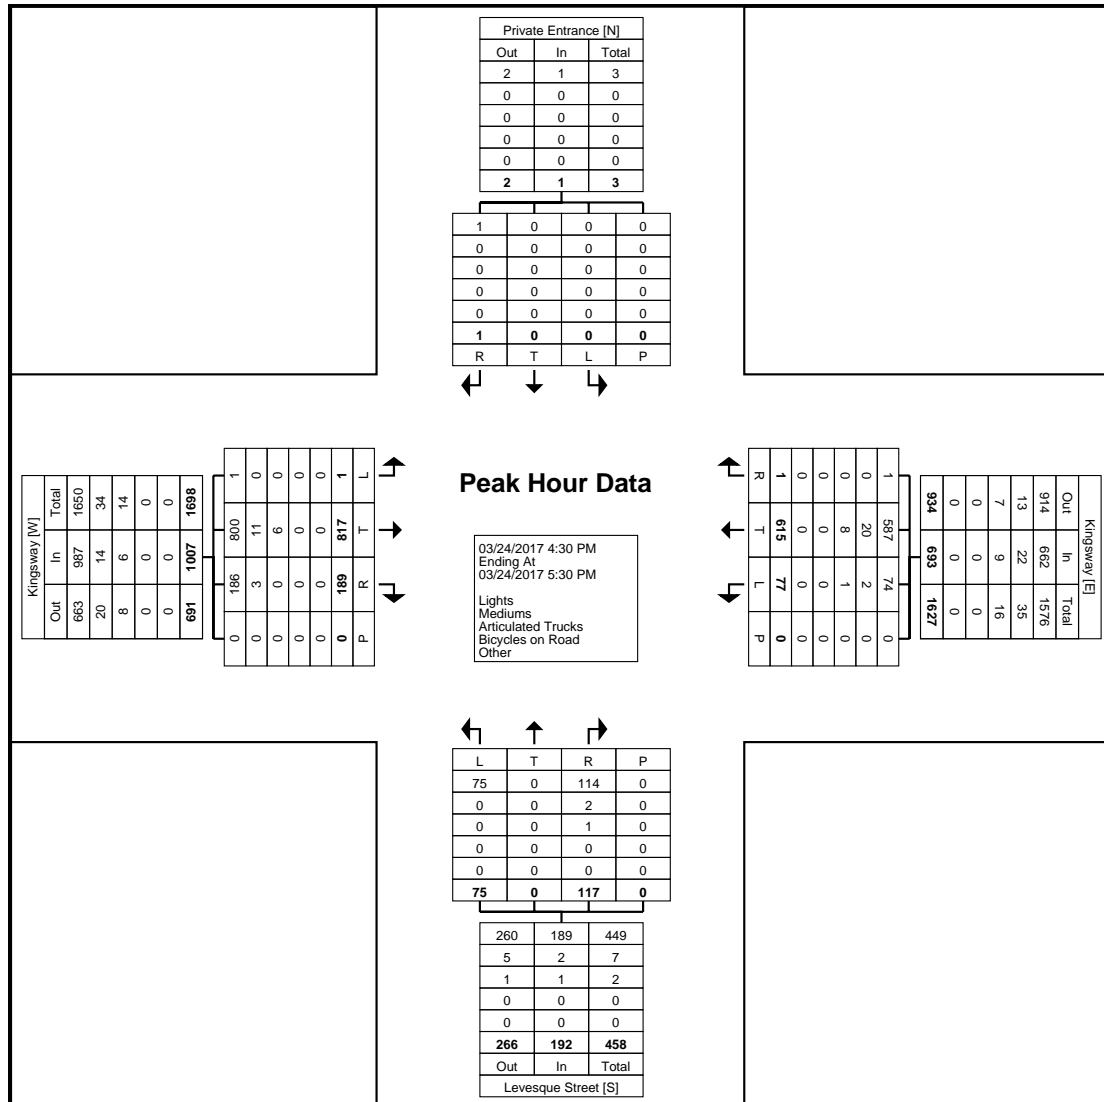 Private Entrance [N]
Out In Total
2 1 3
0 0 0
0 0 0
0 0 0
0 0 0
2 1 3
1 0 0 0
0 0 0 0
0 0 0 0
0 0 0 0
0 0 0 0
1 0 0 0
R T L P
Kingsway [W]
Total In Out
1650 987 663
34 14 20
14 6 8
0 0 0
0 0 0
1698 1007 691
1 800 186 0
0 11 3 0
0 6 0 0
0 0 0 0
0 0 0 0
1 817 189 0
L T R P
Peak Hour Data
03/24/2017 4:30 PM
Ending At
03/24/2017 5:30 PM
Lights
Mediums
Articulated Trucks
Bicycles on Road
Other
R T L P
1 615 77 0
0 0 0 0
0 0 0 0
0 8 1 0
0 20 2 0
1 587 74 0
Kingsway [E]
Out In Total
914 662 1576
13 22 35
7 9 16
0 0 0
0 0 0
934 693 1627
L T R P
75 0 114 0
0 0 2 0
0 0 1 0
0 0 0 0
0 0 0 0
75 0 117 0
260 189 449
5 2 7
1 1 2
0 0 0
0 0 0
266 192 458
Out In Total
Levesque Street [S]